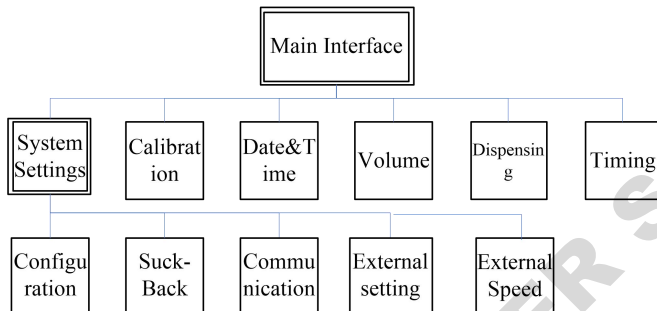 Main Interface
System
Settings
Calibrat
ion
Date&T
ime
Volume
Dispensin
g
Timing
Configu
ration
Suck-
Back
Commu
nication
External
setting
External
Speed
ER S